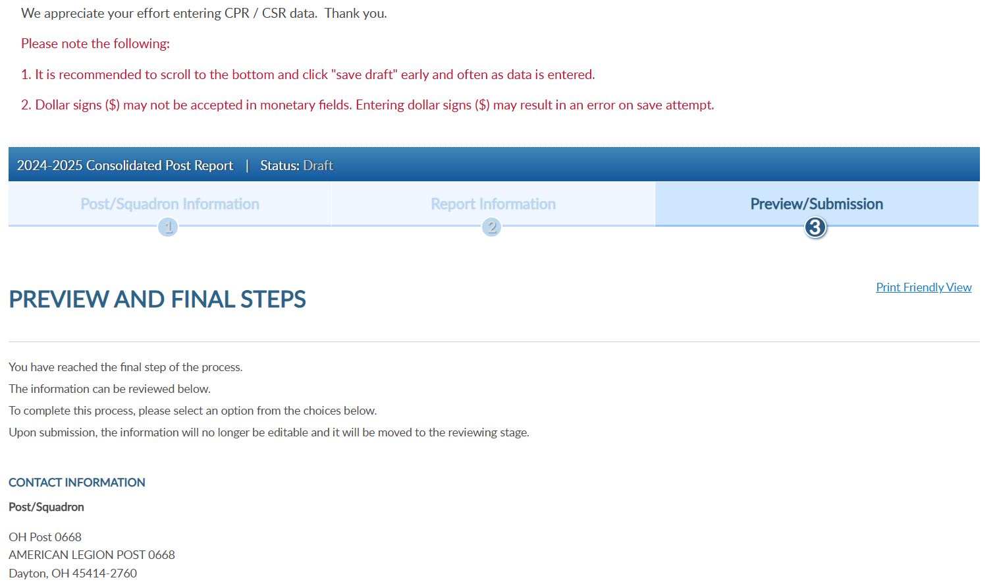 We appreciate your effort entering CPR / CSR data.  Thank you.
Please note the following:
1. It is recommended to scroll to the bottom and click "save draft" early and often as data is entered.
2. Dollar signs ($) may not be accepted in monetary fields. Entering dollar signs ($) may result in an error on save attempt.
2024-2025 Consolidated Post Report | Status: Draft
Post/Squadron Information
Report Information
Preview/Submission
1
2
3
PREVIEW AND FINAL STEPS
Print Friendly View
You have reached the final step of the process.
The information can be reviewed below.
To complete this process, please select an option from the choices below.
Upon submission, the information will no longer be editable and it will be moved to the reviewing stage.
CONTACT INFORMATION
Post/Squadron
OH Post 0668
AMERICAN LEGION POST 0668
Dayton, OH 45414-2760